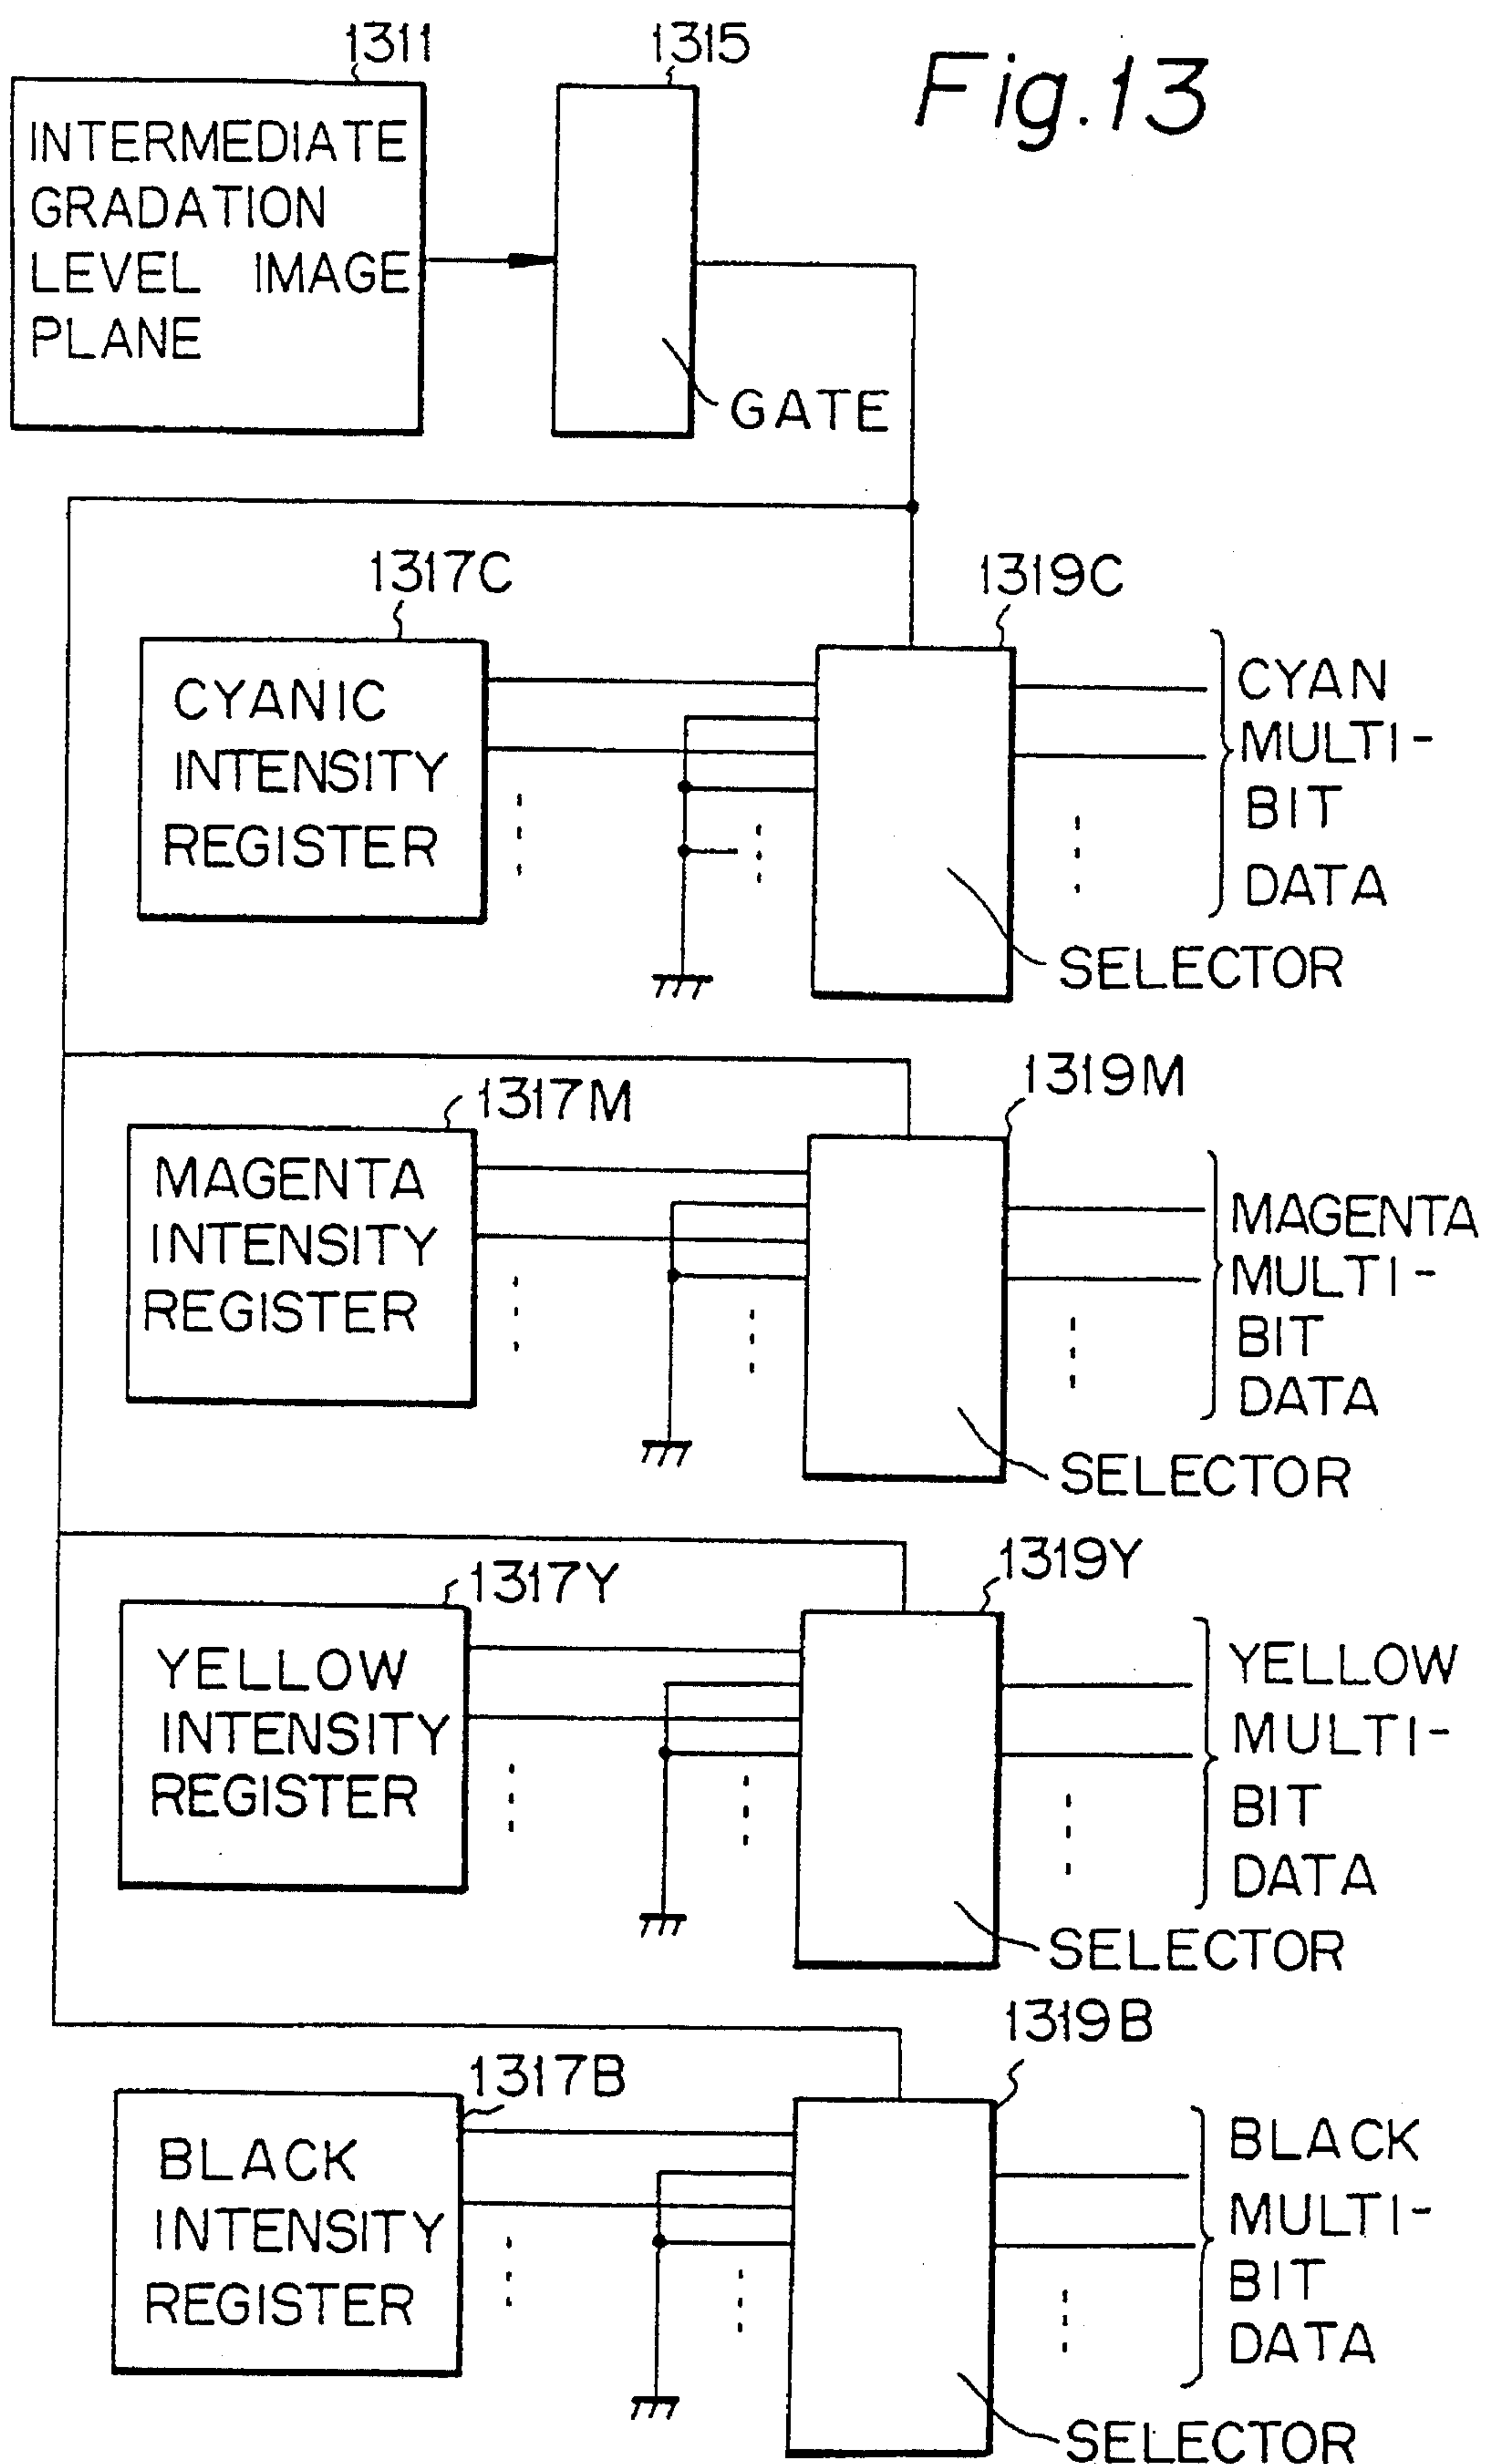 Fig.13
1311
1315
INTERMEDIATE
GRADATION
LEVEL IMAGE
PLANE
GATE
1317C
1319C
CYANIC
INTENSITY
REGISTER
CYAN
MULTI-
BIT
DATA
SELECTOR
1317M
1319M
MAGENTA
INTENSITY
REGISTER
MAGENTA
MULTI-
BIT
DATA
SELECTOR
1317Y
1319Y
YELLOW
INTENSITY
REGISTER
YELLOW
MULTI-
BIT
DATA
SELECTOR
1317B
1319B
BLACK
INTENSITY
REGISTER
BLACK
MULTI-
BIT
DATA
SELECTOR